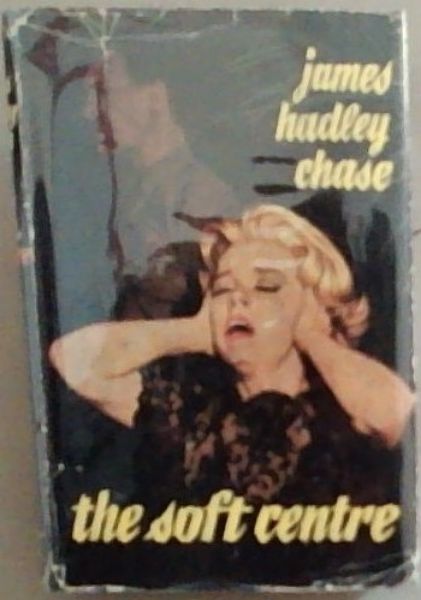 james
hadley
chase
the soft centre